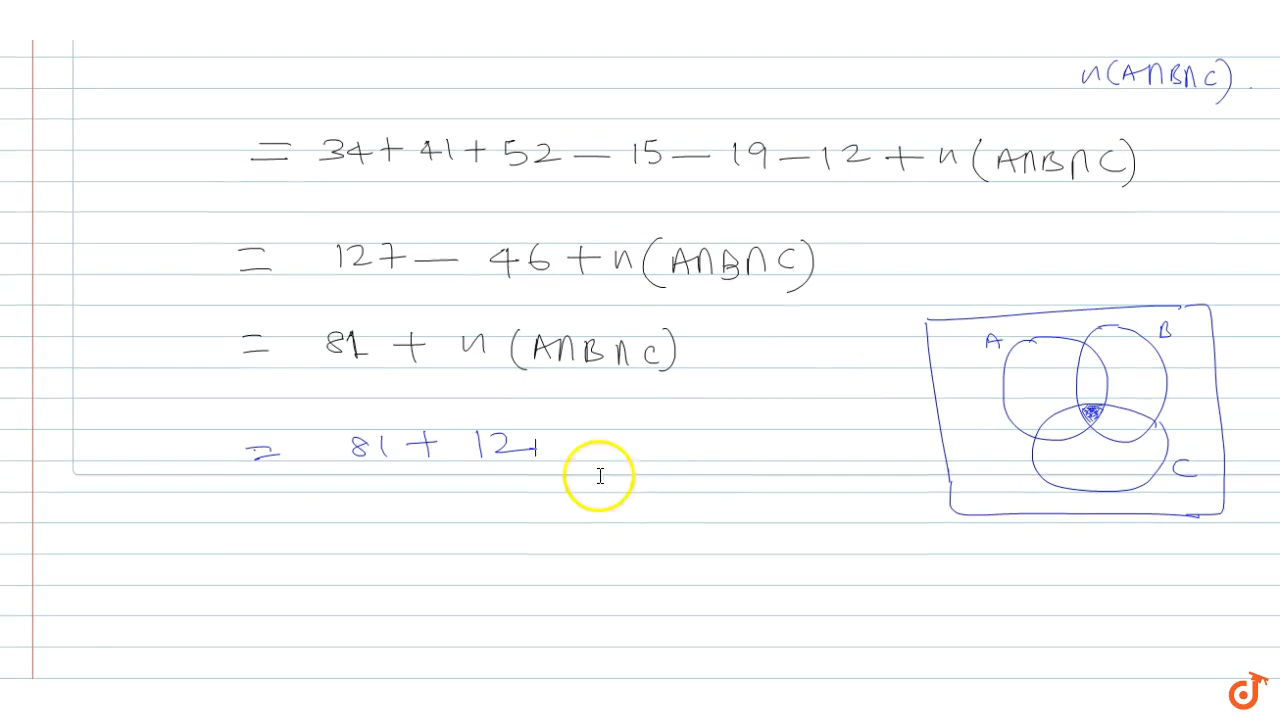 n(A∩B∩C).
= 34 + 41 + 52 — 15 — 19 — 12 + n(A∩B∩C)
= 127 — 46 + n(A∩B∩C)
= 81 + n(A∩B∩C)
A B
= 81 + 12+
C